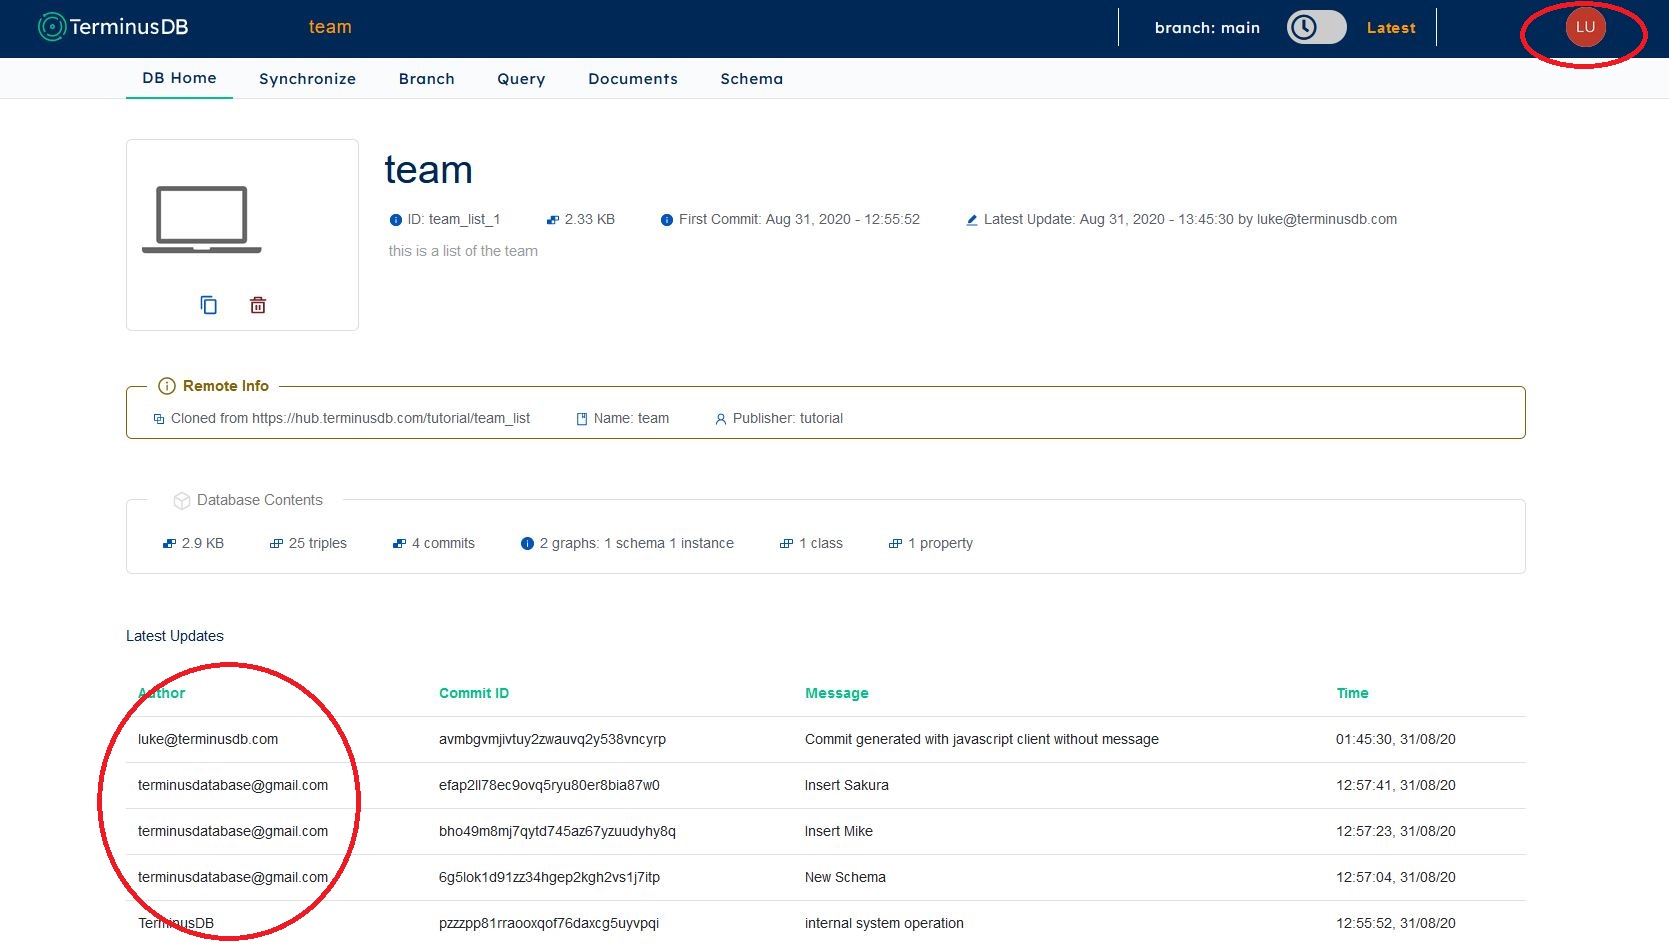 TerminusDB team branch: main Latest LU
DB Home Synchronize Branch Query Documents Schema
team
ID: team_list_1 2.33 KB First Commit: Aug 31, 2020 - 12:55:52 Latest Update: Aug 31, 2020 - 13:45:30 by luke@terminusdb.com
this is a list of the team
Remote Info
Cloned from https://hub.terminusdb.com/tutorial/team_list Name: team Publisher: tutorial
Database Contents
2.9 KB 25 triples 4 commits 2 graphs: 1 schema 1 instance 1 class 1 property
Latest Updates
Author Commit ID Message Time
luke@terminusdb.com avmbgvmjivtuy2zwauvq2y538vncyrp Commit generated with javascript client without message 01:45:30, 31/08/20
terminusdatabase@gmail.com efap2ll78ec9ovq5ryu80er8bia87w0 Insert Sakura 12:57:41, 31/08/20
terminusdatabase@gmail.com bho49m8mj7qytd745az67yzuudyhy8q Insert Mike 12:57:23, 31/08/20
terminusdatabase@gmail.com 6g5lok1d91zz34hgep2kgh2vs1j7itp New Schema 12:57:04, 31/08/20
TerminusDB pzzzpp81rraooxqof76daxcg5uyvpqi internal system operation 12:55:52, 31/08/20